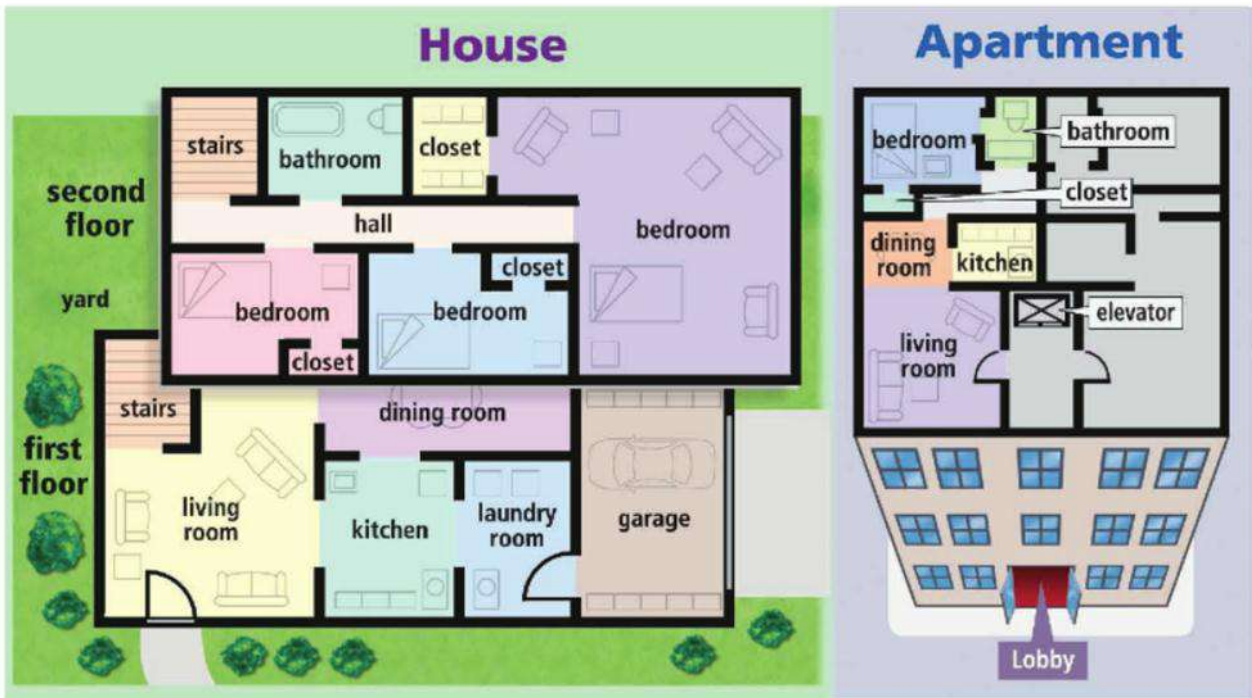 House
stairs
bathroom
closet
second
floor
hall
bedroom
closet
yard
bedroom
bedroom
closet
stairs
dining room
first
floor
living
room
kitchen
laundry
room
garage
Apartment
bedroom
bathroom
closet
dining
room
kitchen
elevator
living
room
Lobby